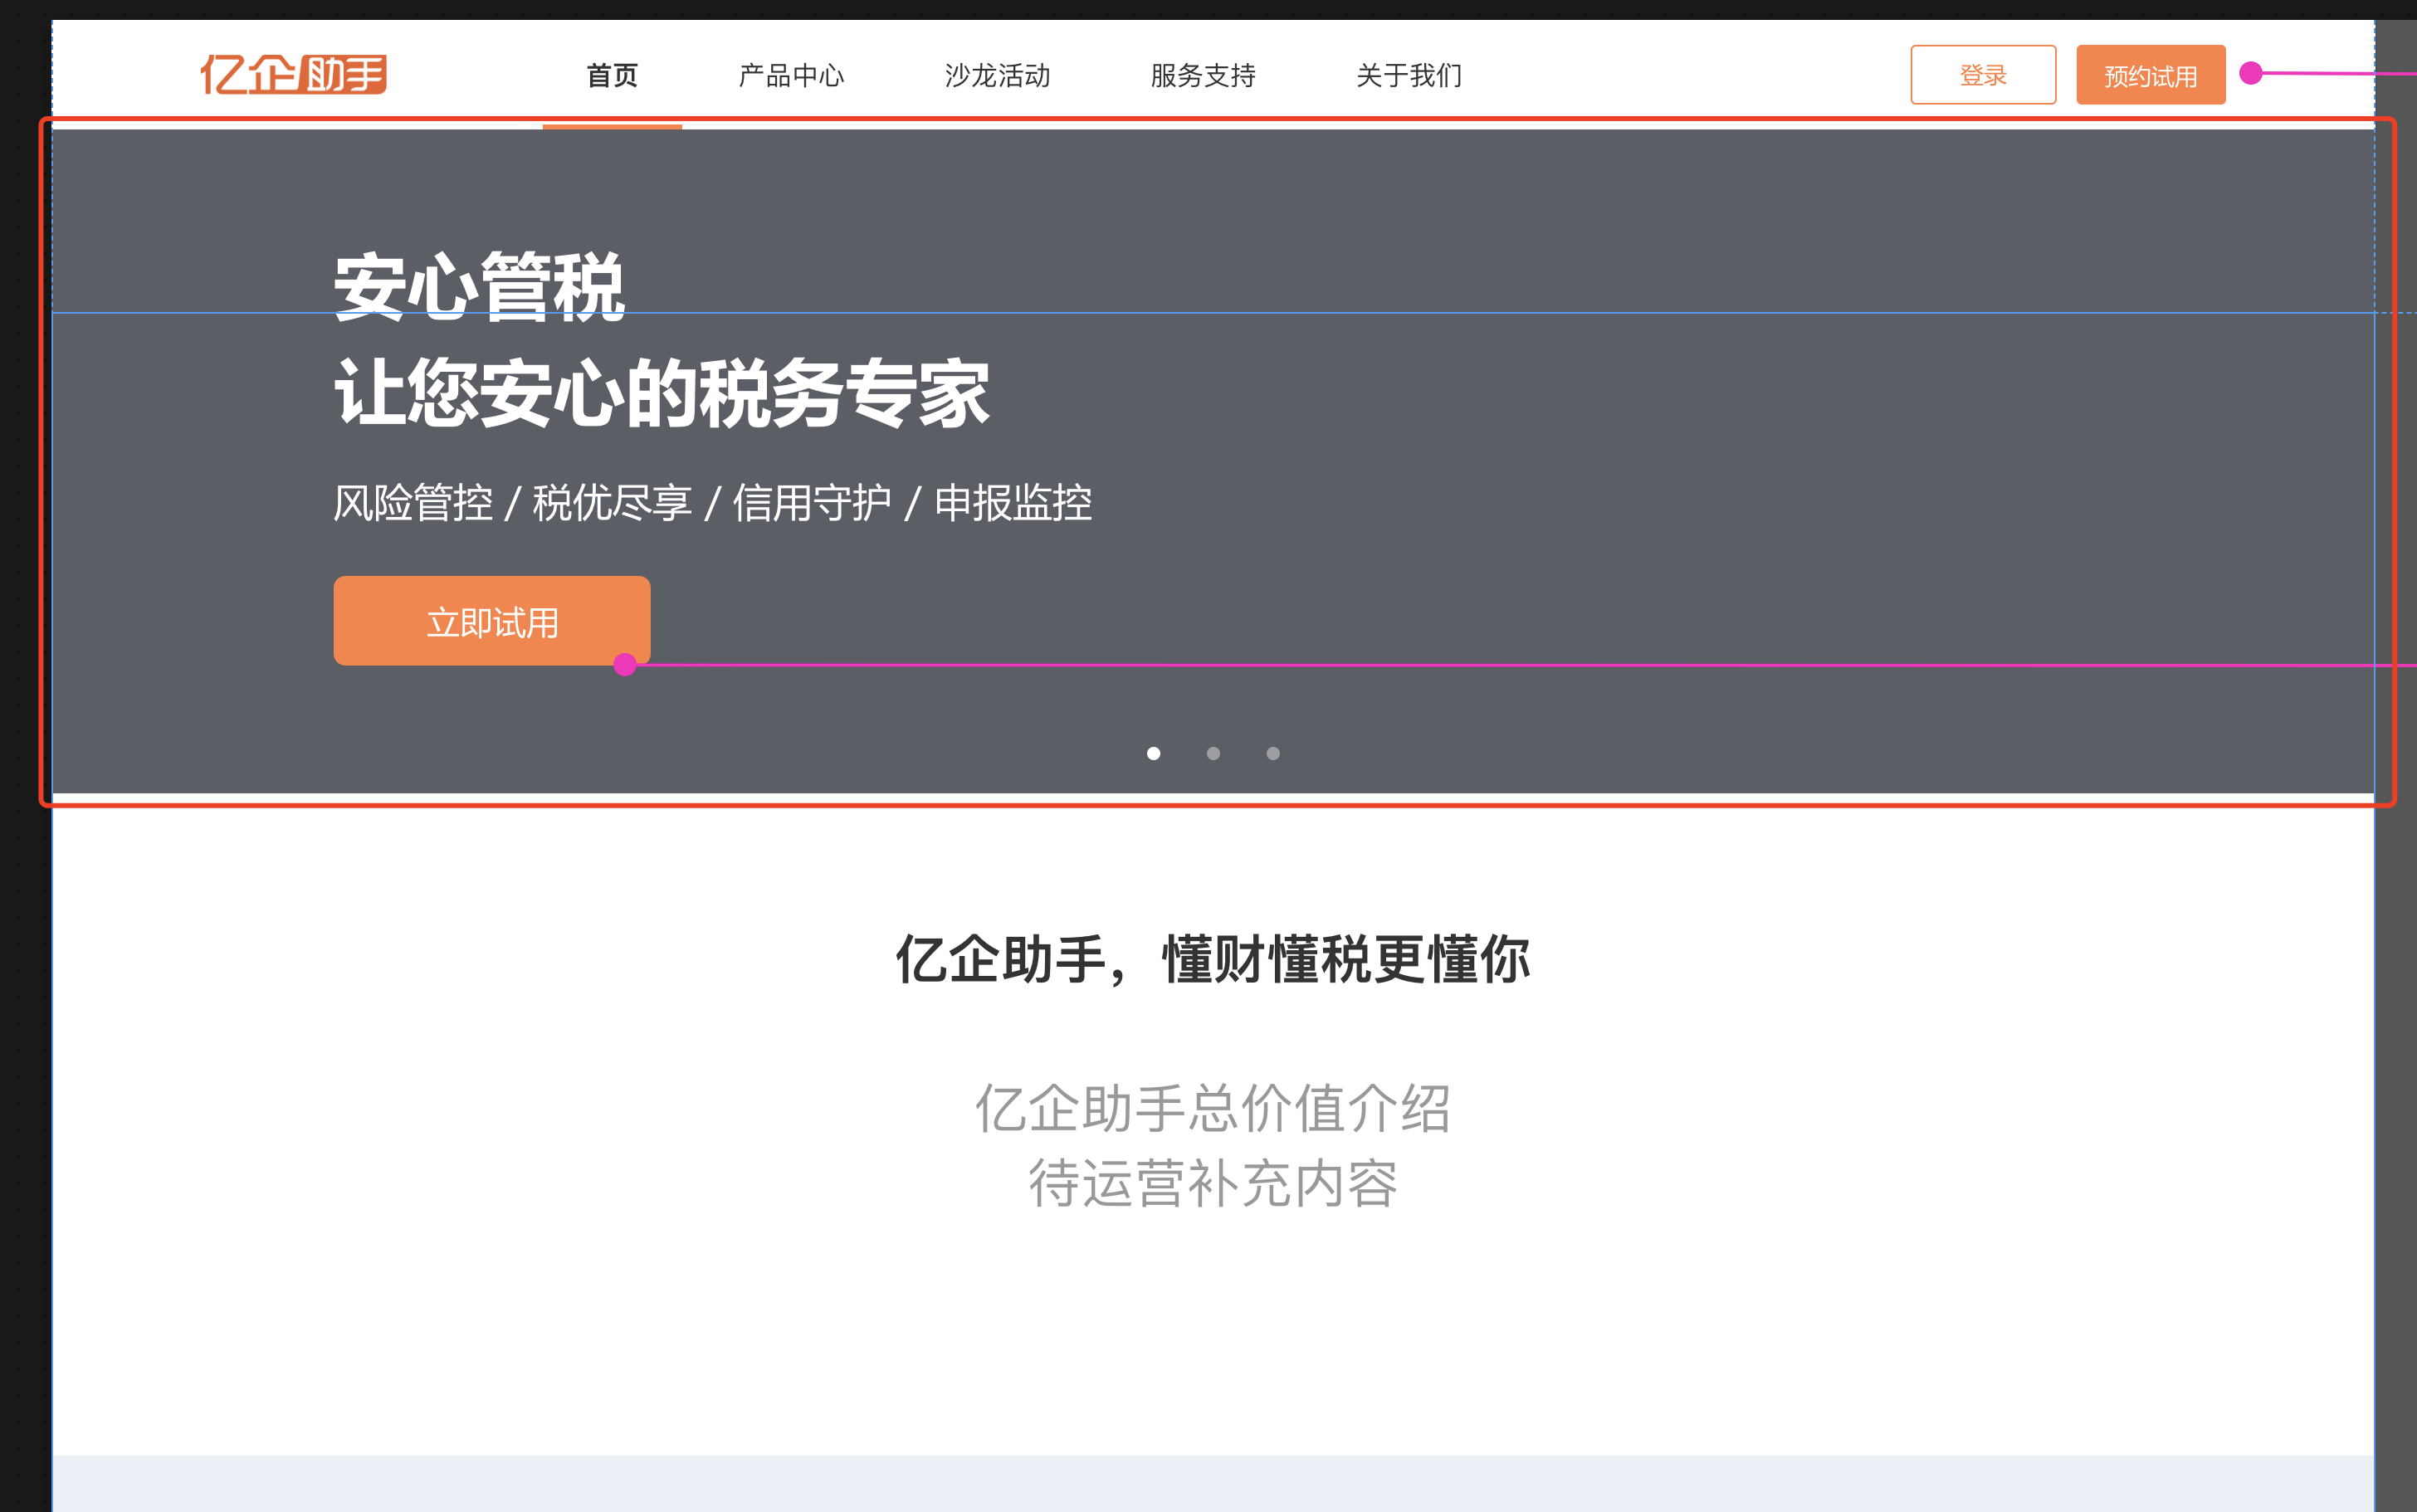 亿企助手
首页 产品中心 沙龙活动 服务支持 关于我们 登录 预约试用
安心管税
让您安心的税务专家
风险管控 / 税优尽享 / 信用守护 / 申报监控
立即试用
亿企助手，懂财懂税更懂你
亿企助手总价值介绍
待运营补充内容